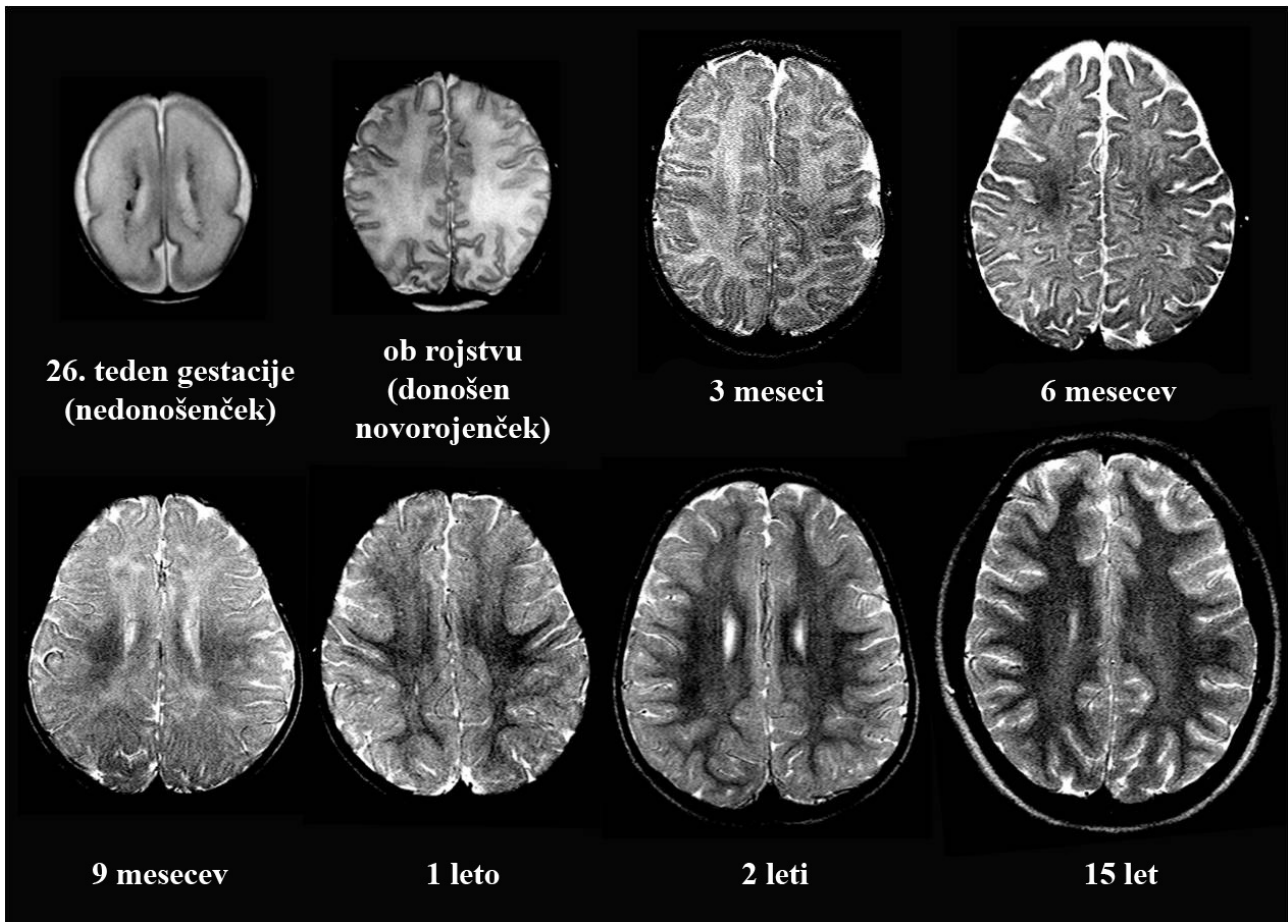 26. teden gestacije
(nedonošenček)
ob rojstvu
(donošen
novorojenček)
3 meseci
6 mesecev
9 mesecev
1 leto
2 leti
15 let